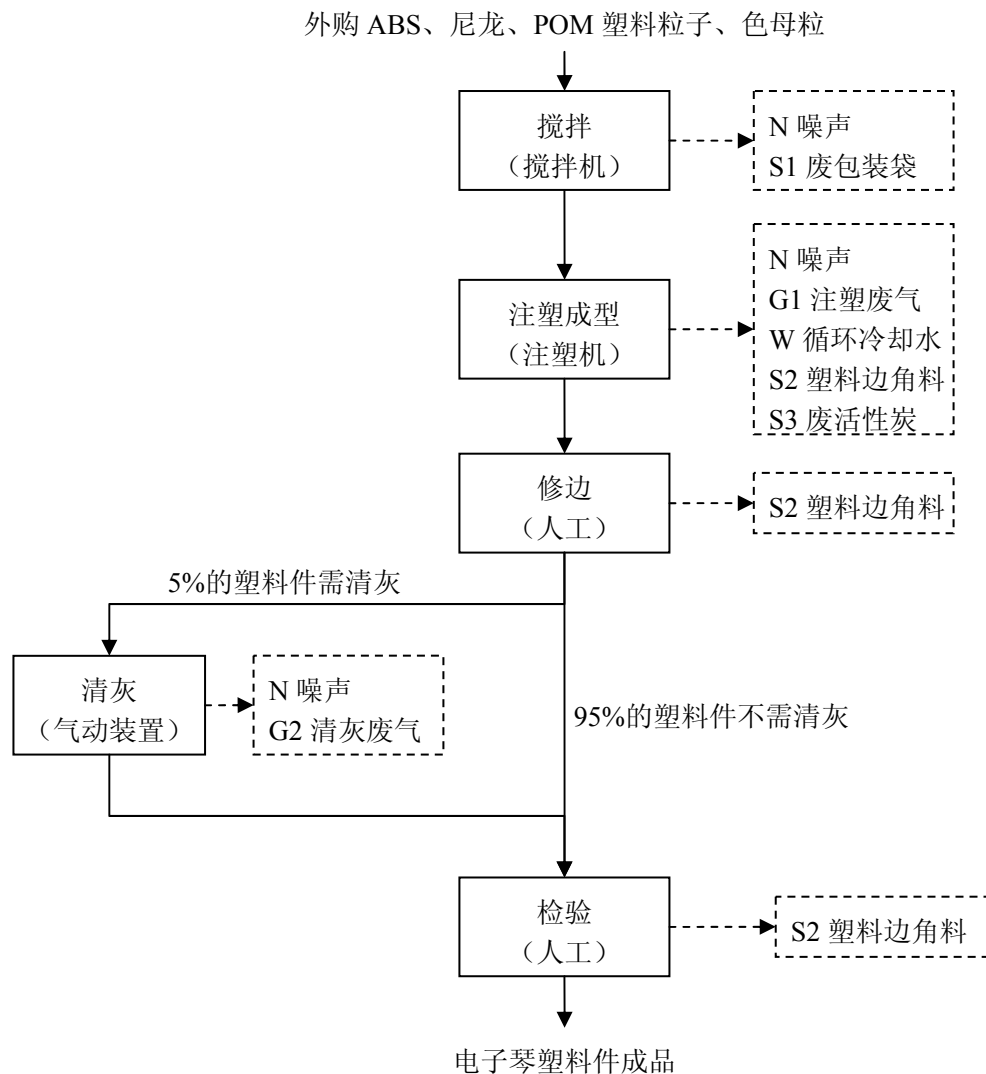 外购 ABS、尼龙、POM 塑料粒子、色母粒
搅拌
（搅拌机）
N 噪声
S1 废包装袋
注塑成型
（注塑机）
N 噪声
G1 注塑废气
W 循环冷却水
S2 塑料边角料
S3 废活性炭
修边
（人工）
S2 塑料边角料
5%的塑料件需清灰
清灰
（气动装置）
N 噪声
G2 清灰废气
95%的塑料件不需清灰
检验
（人工）
S2 塑料边角料
电子琴塑料件成品